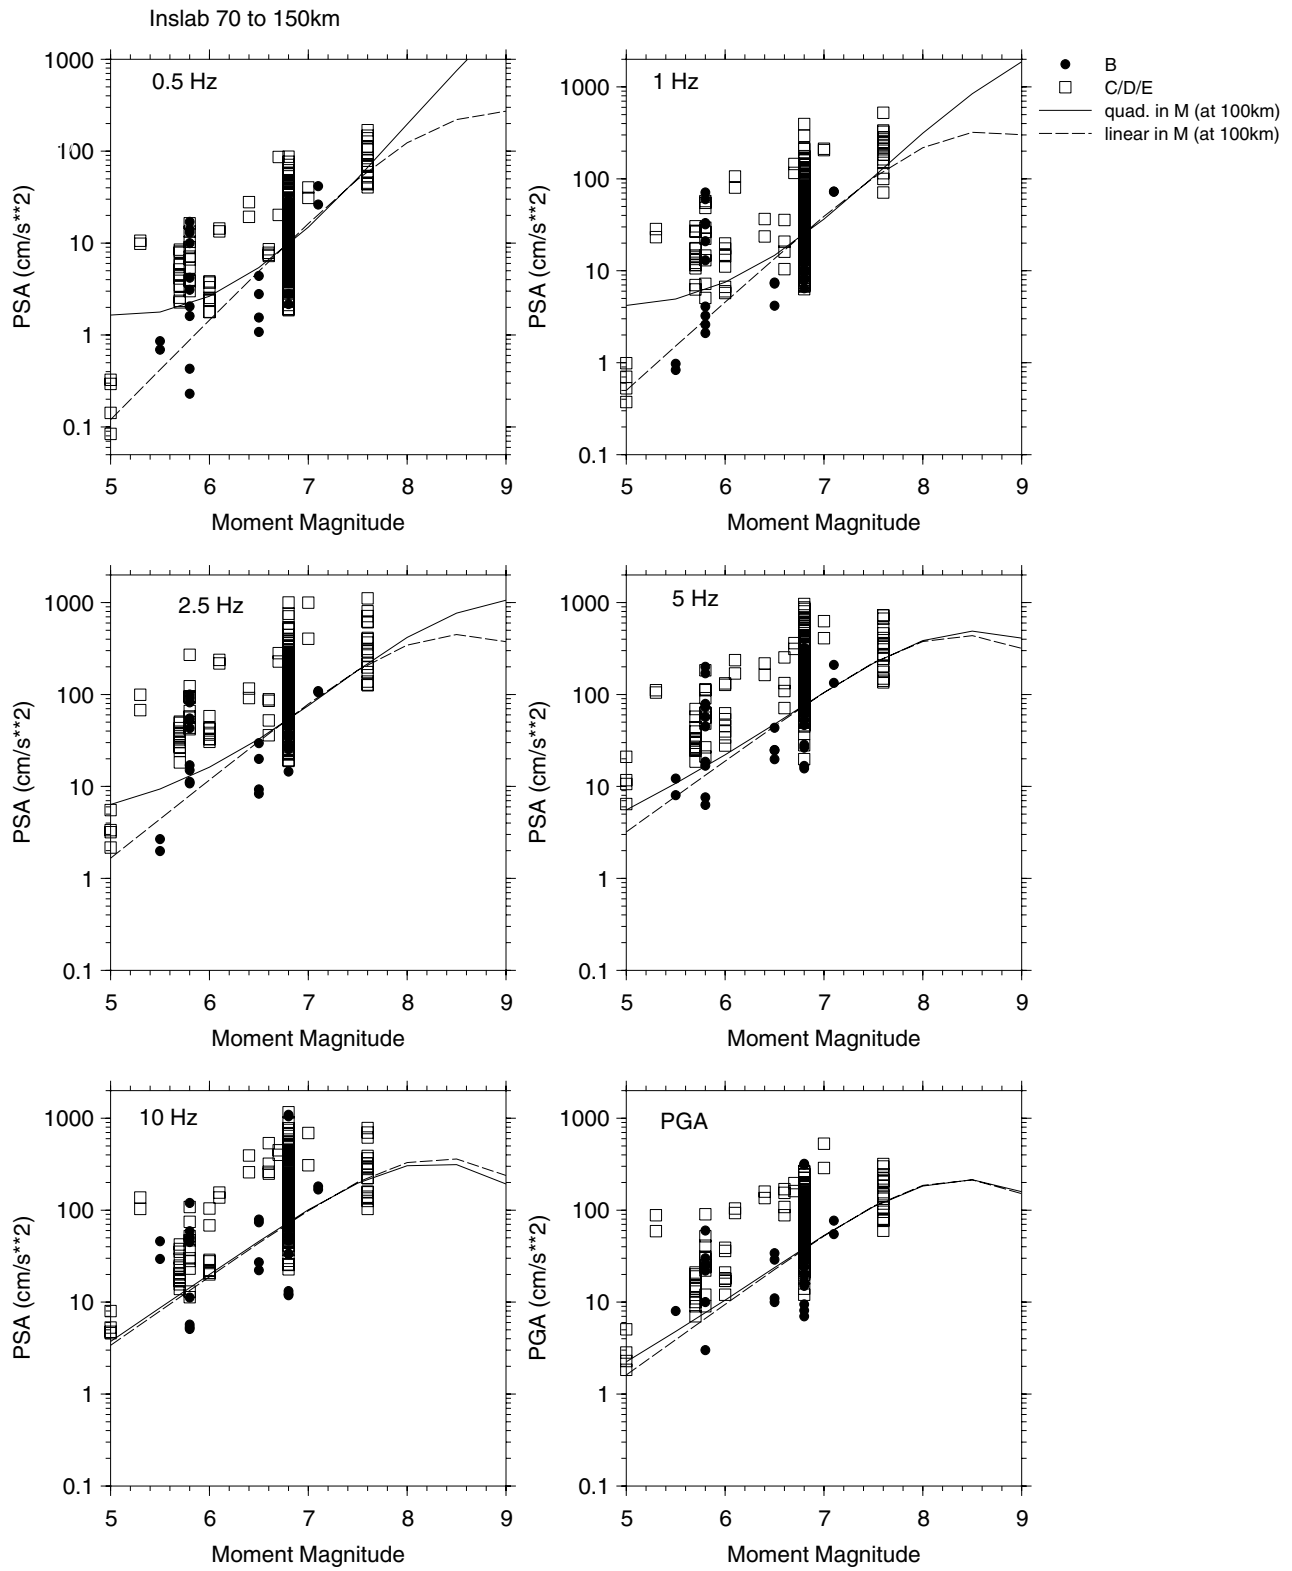 Inslab 70 to 150km
0.5 Hz
1000
100
10
1
0.1
PSA (cm/s**2)
5 6 7 8 9
Moment Magnitude
1 Hz
1000
100
10
1
0.1
PSA (cm/s**2)
5 6 7 8 9
Moment Magnitude
B
C/D/E
quad. in M (at 100km)
linear in M (at 100km)
2.5 Hz
1000
100
10
1
0.1
PSA (cm/s**2)
5 6 7 8 9
Moment Magnitude
5 Hz
1000
100
10
1
0.1
PSA (cm/s**2)
5 6 7 8 9
Moment Magnitude
10 Hz
1000
100
10
1
0.1
PSA (cm/s**2)
5 6 7 8 9
Moment Magnitude
PGA
1000
100
10
1
0.1
PGA (cm/s**2)
5 6 7 8 9
Moment Magnitude